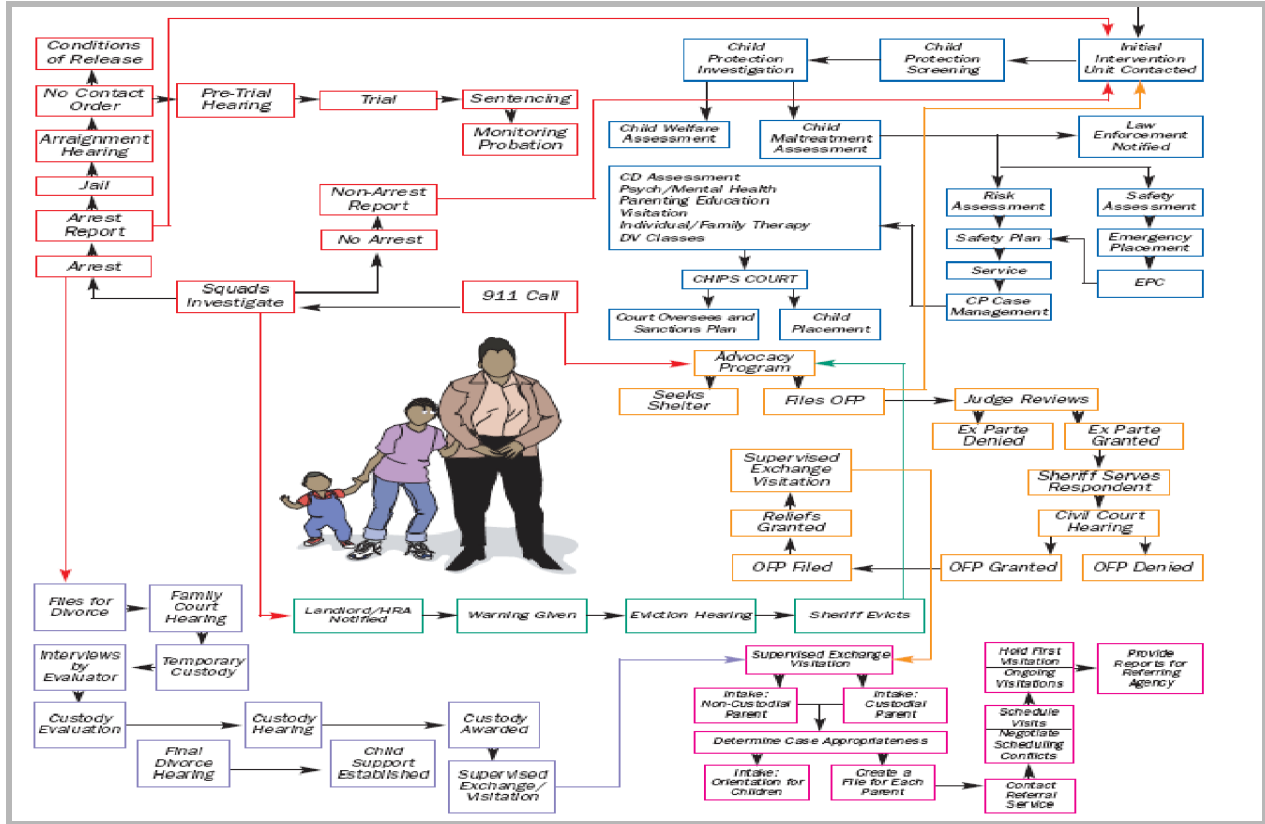 Conditions
of Release
No Contact
Order
Arraignment
Hearing
Jail
Arrest
Report
Arrest
Pre-Trial
Hearing
Trial
Sentencing
Monitoring
Probation
Non-Arrest
Report
No Arrest
Squads
Investigate
911 Call
Child
Protection
Investigation
Child
Protection
Screening
Initial
Intervention
Unit Contacted
Child Welfare
Assessment
Child
Maltreatment
Assessment
Law
Enforcement
Notified
CD Assessment
Psych/Mental Health
Parenting Education
Visitation
Individual/Family Therapy
DV Classes
Risk
Assessment
Safety
Assessment
Safety Plan
Emergency
Placement
Service
EPC
CP Case
Management
CHIPS COURT
Court Oversees and
Sanctions Plan
Child
Placement
Advocacy
Program
Seeks
Shelter
Files OFP
Judge Reviews
Ex Parte
Denied
Ex Parte
Granted
Sheriff Serves
Respondent
Civil Court
Hearing
OFP Granted
OFP Denied
Supervised
Exchange
Visitation
Reliefs
Granted
OFP Filed
Landlord/HRA
Notified
Warning Given
Eviction Hearing
Sheriff Evicts
Files for
Divorce
Family
Court
Hearing
Interviews
by
Evaluator
Temporary
Custody
Custody
Evaluation
Custody
Hearing
Custody
Awarded
Final
Divorce
Hearing
Child
Support
Established
Supervised
Exchange/
Visitation
Supervised Exchange
Visitation
Intake:
Non-Custodial
Parent
Intake:
Custodial
Parent
Determine Case Appropriateness
Intake:
Orientation for
Children
Create a
File for Each
Parent
Contact
Referral
Service
Schedule
Visits
Negotiate
Scheduling
Conflicts
Hold First
Visitation
Ongoing
Visitations
Provide
Reports for
Referring
Agency